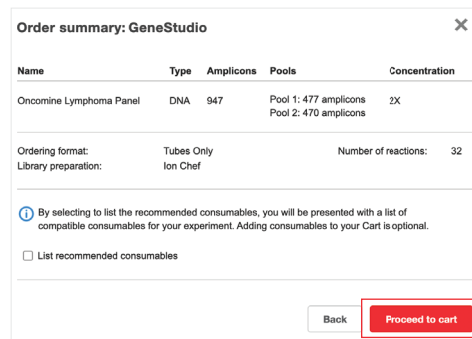 Order summary: GeneStudio
Name Type Amplicons Pools Concentration
Oncomine Lymphoma Panel DNA 947 Pool 1: 477 amplicons 2X
Pool 2: 470 amplicons
Ordering format: Tubes Only Number of reactions: 32
Library preparation: Ion Chef
By selecting to list the recommended consumables, you will be presented with a list of
compatible consumables for your experiment. Adding consumables to your Cart is optional.
List recommended consumables
Back Proceed to cart